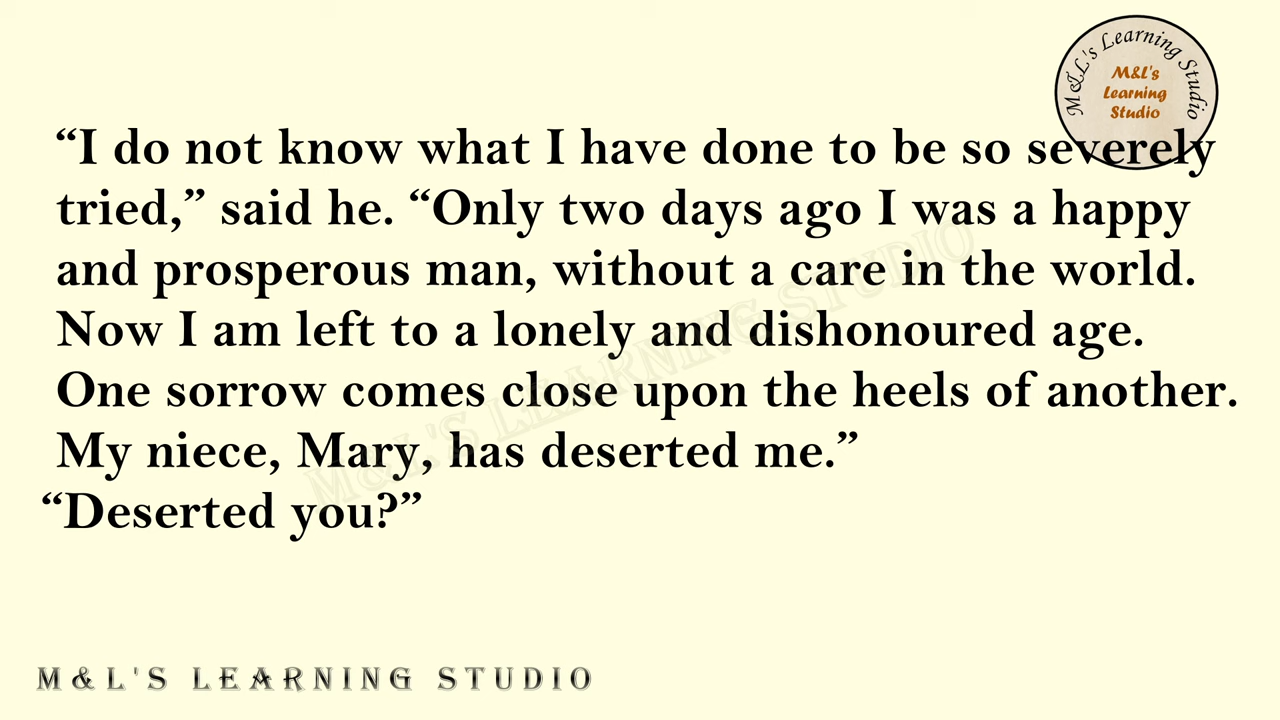 M&L's Learning Studio
M&L's
Learning
Studio
“I do not know what I have done to be so severely
tried,” said he. “Only two days ago I was a happy
and prosperous man, without a care in the world.
Now I am left to a lonely and dishonoured age.
One sorrow comes close upon the heels of another.
My niece, Mary, has deserted me.”
“Deserted you?”
M&L'S LEARNING STUDIO
M&L'S LEARNING STUDIO